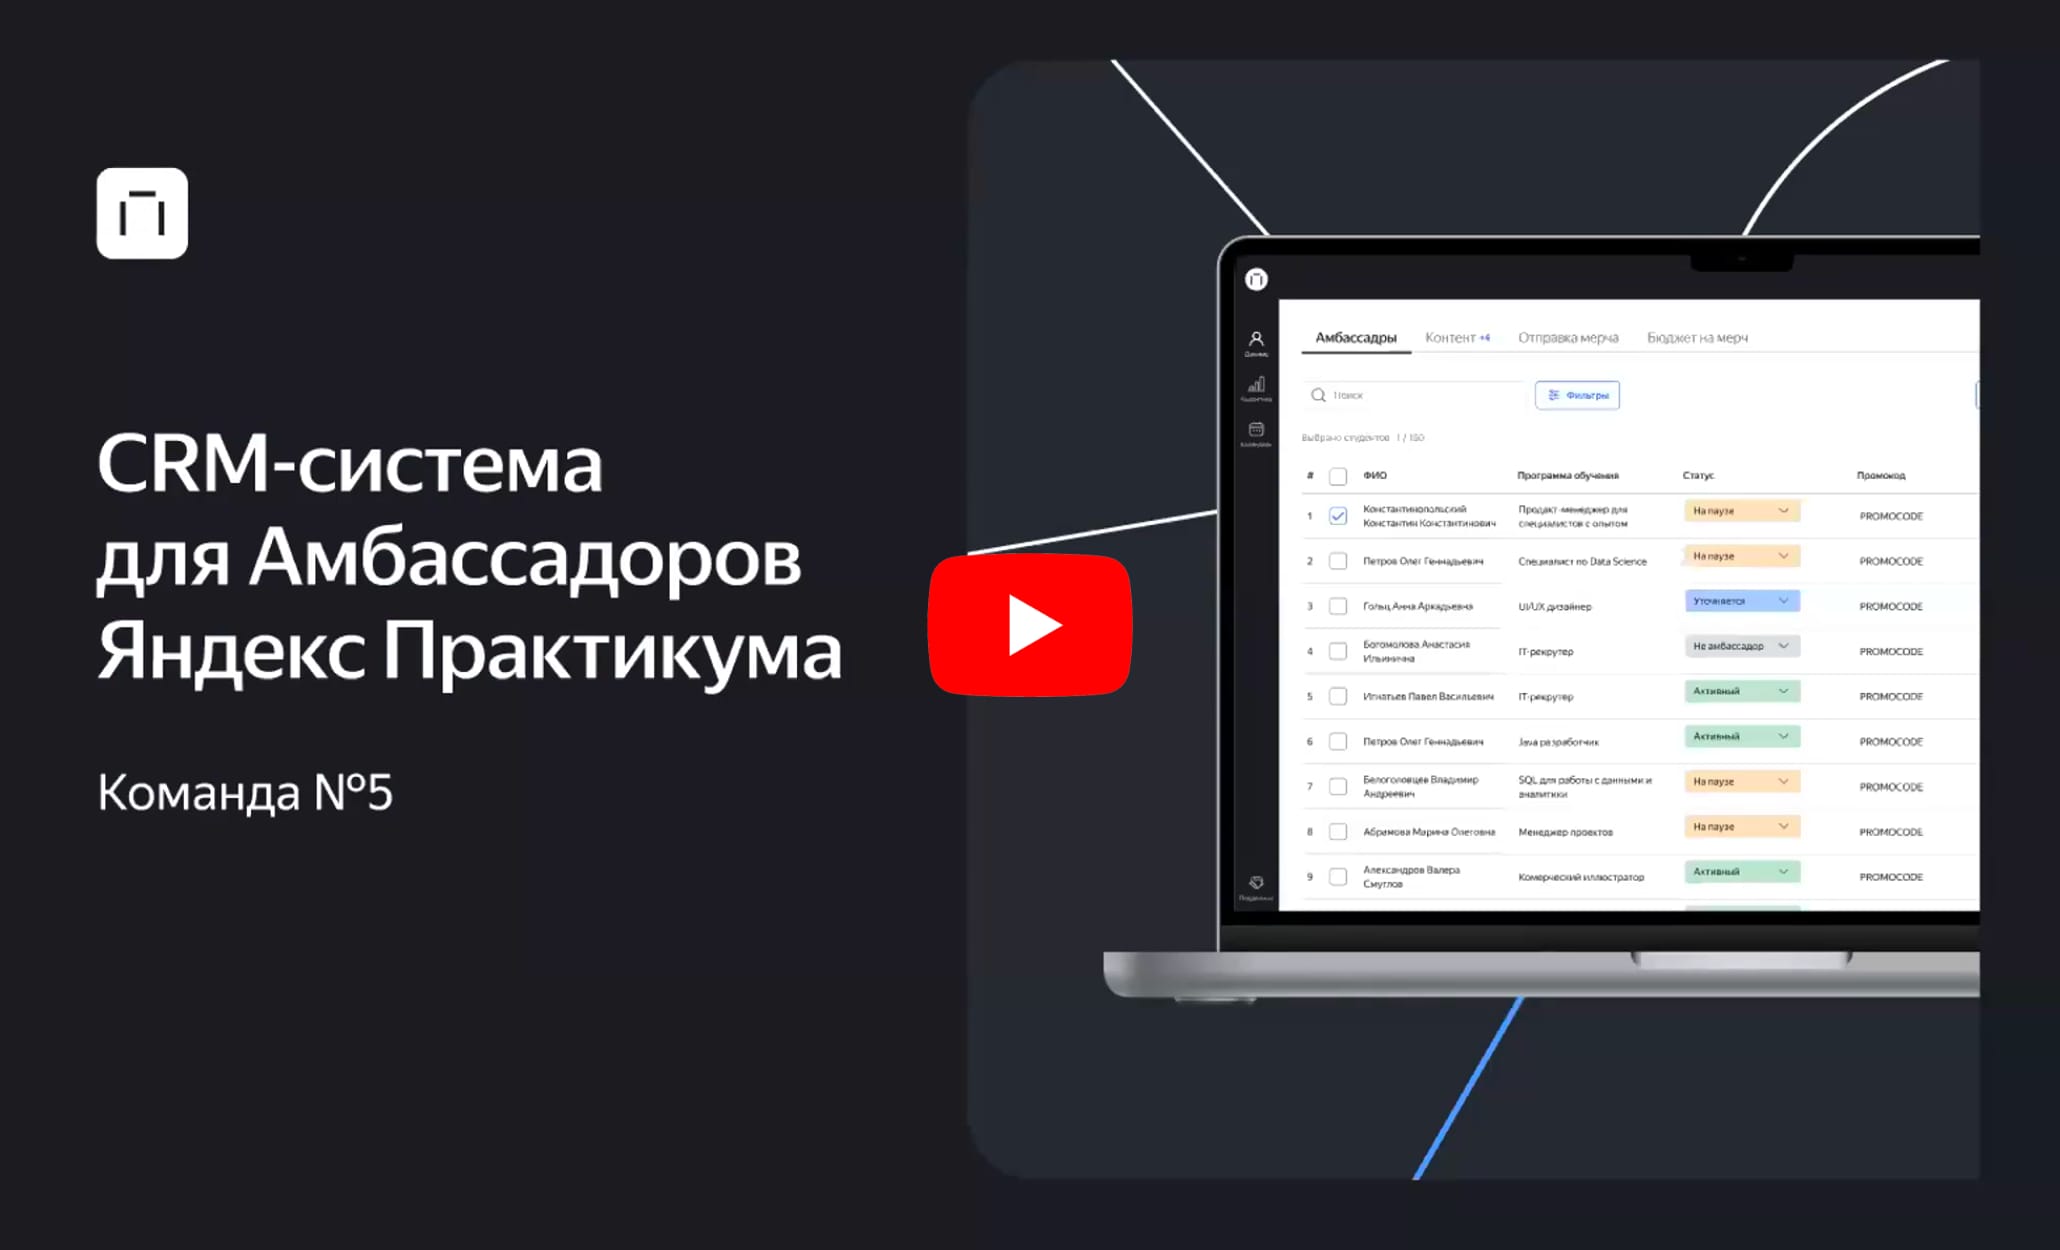 CRM-система
для Амбассадоров
Яндекс Практикума
Команда №5
Амбассадры
Контент +4
Отправка мерча
Бюджет на мерч
Поиск
Фильтры
Выбрано студентов 1 / 150
# ФИО Программа обучения Статус Промокод
1 Константинопольский Константин Константинович Продакт-менеджер для специалистов с опытом На паузе PROMOCODE
2 Петров Олег Геннадьевич Специалист по Data Science На паузе PROMOCODE
3 Гольц Анна Аркадьевна UI/UX дизайнер Уточняется PROMOCODE
4 Богомолова Анастасия Ильинична IT-рекрутер Не амбассадор PROMOCODE
5 Игнатьев Павел Васильевич IT-рекрутер Активный PROMOCODE
6 Петров Олег Геннадьевич Java разработчик Активный PROMOCODE
7 Белоголовцев Владимир Андреевич SQL для работы с данными и аналитики На паузе PROMOCODE
8 Абрамова Марина Олеговна Менеджер проектов На паузе PROMOCODE
9 Александров Валера Смуглов Комерческий иллюстратор Активный PROMOCODE